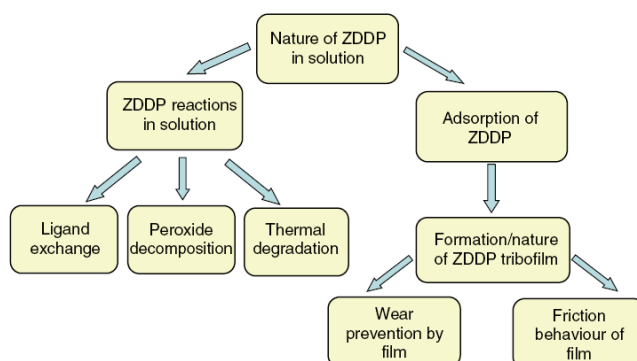 Nature of ZDDP
in solution
ZDDP reactions
in solution
Adsorption of
ZDDP
Ligand
exchange
Peroxide
decomposition
Thermal
degradation
Formation/nature
of ZDDP tribofilm
Wear
prevention by
film
Friction
behaviour of
film